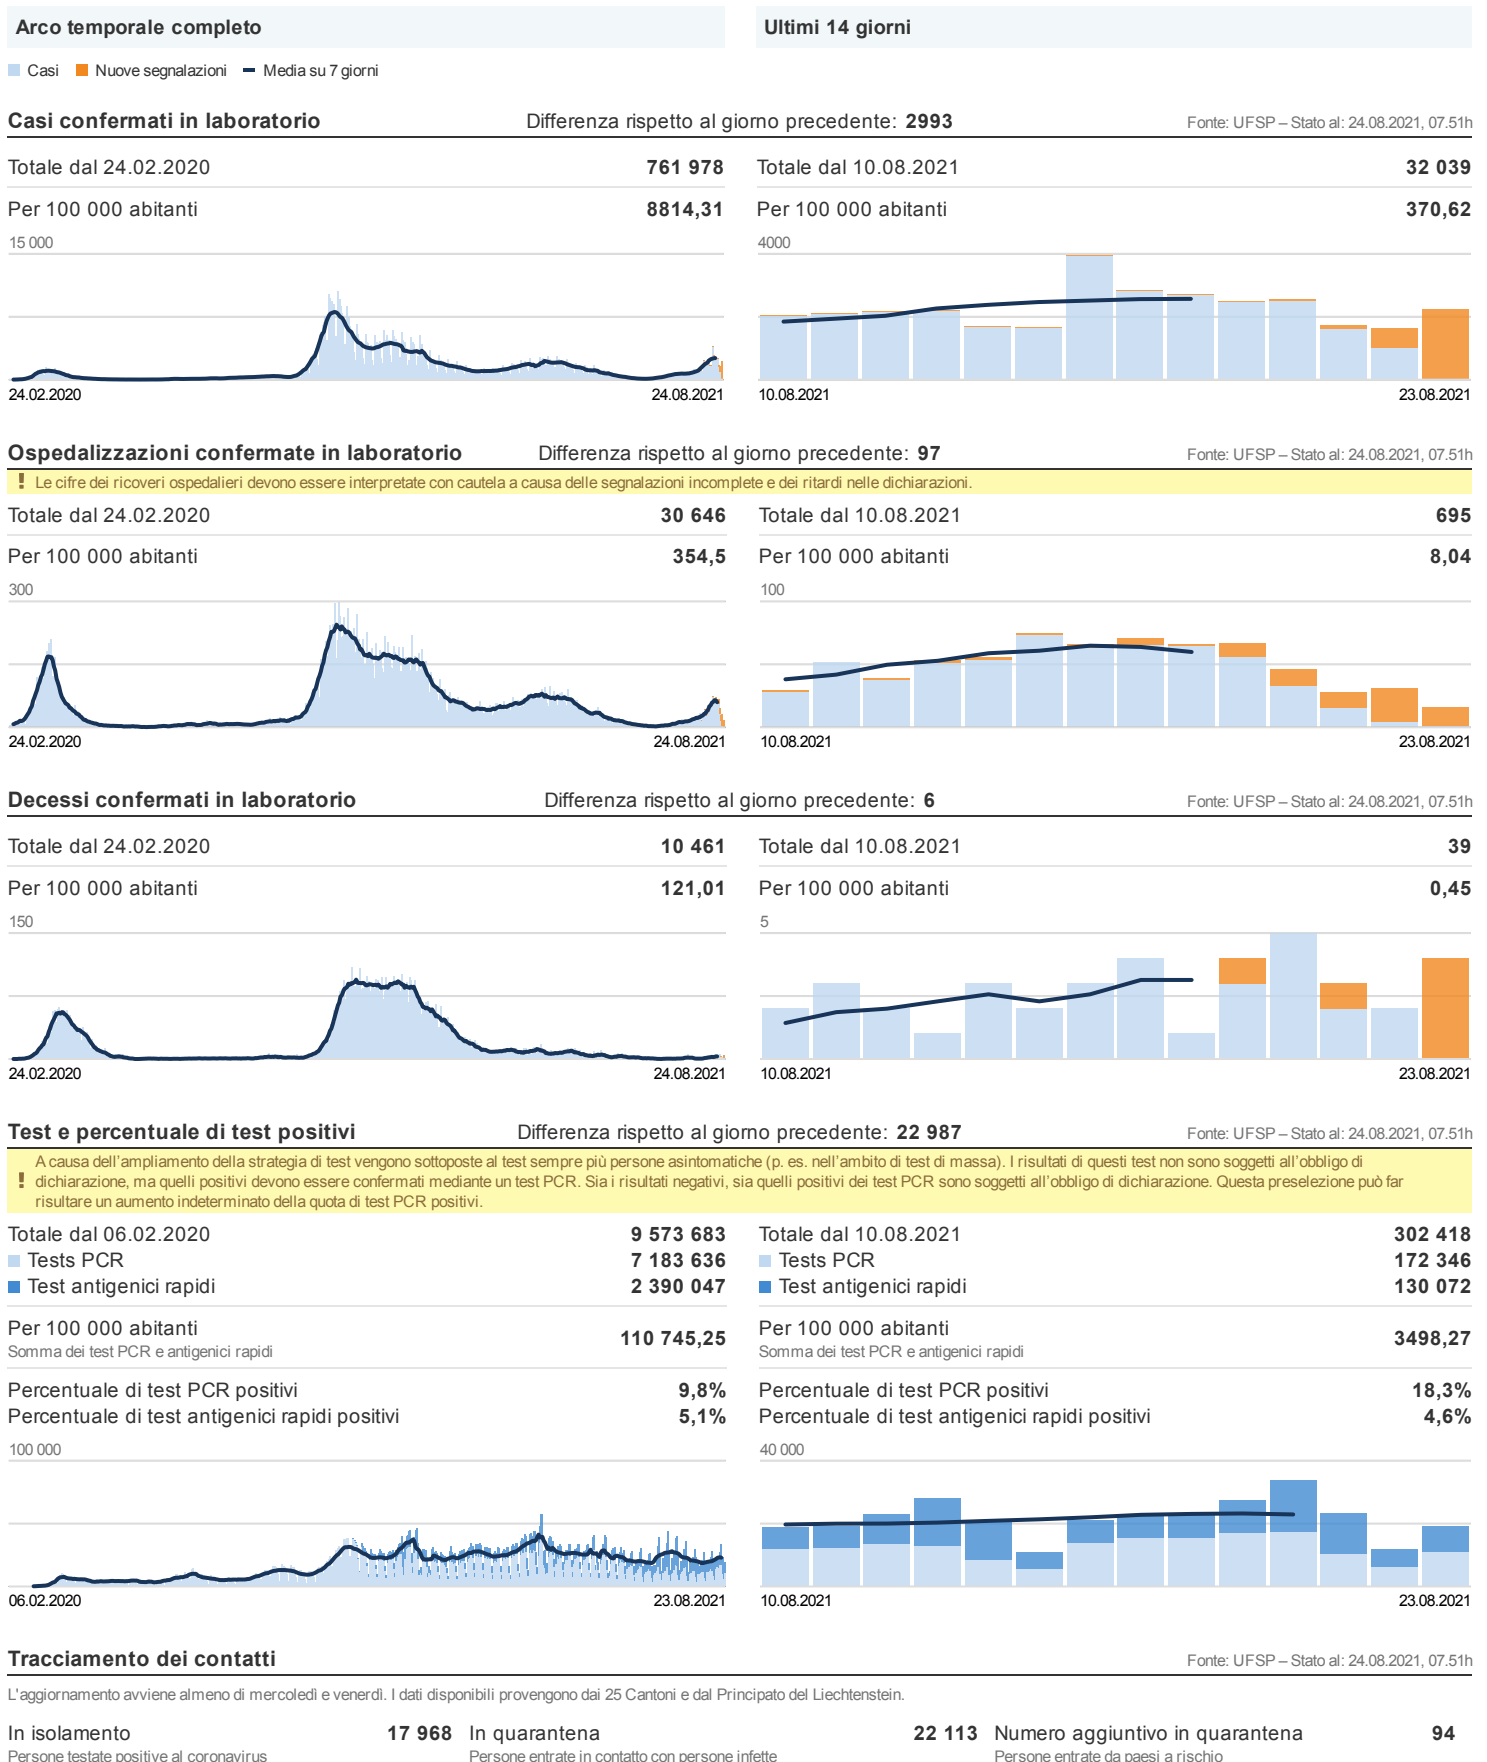 Arco temporale completo
Ultimi 14 giorni
Casi Nuove segnalazioni Media su 7 giorni
Casi confermati in laboratorio Differenza rispetto al giorno precedente: 2993 Fonte: UFSP – Stato al: 24.08.2021, 07.51h
Totale dal 24.02.2020 761 978
Per 100 000 abitanti 8814,31
15 000
24.02.2020 24.08.2021
Totale dal 10.08.2021 32 039
Per 100 000 abitanti 370,62
4000
10.08.2021 23.08.2021
Ospedalizzazioni confermate in laboratorio Differenza rispetto al giorno precedente: 97 Fonte: UFSP – Stato al: 24.08.2021, 07.51h
! Le cifre dei ricoveri ospedalieri devono essere interpretate con cautela a causa delle segnalazioni incomplete e dei ritardi nelle dichiarazioni.
Totale dal 24.02.2020 30 646
Per 100 000 abitanti 354,5
300
24.02.2020 24.08.2021
Totale dal 10.08.2021 695
Per 100 000 abitanti 8,04
100
10.08.2021 23.08.2021
Decessi confermati in laboratorio Differenza rispetto al giorno precedente: 6 Fonte: UFSP – Stato al: 24.08.2021, 07.51h
Totale dal 24.02.2020 10 461
Per 100 000 abitanti 121,01
150
24.02.2020 24.08.2021
Totale dal 10.08.2021 39
Per 100 000 abitanti 0,45
5
10.08.2021 23.08.2021
Test e percentuale di test positivi Differenza rispetto al giorno precedente: 22 987 Fonte: UFSP – Stato al: 24.08.2021, 07.51h
A causa dell'ampliamento della strategia di test vengono sottoposte al test sempre più persone asintomatiche (p. es. nell'ambito di test di massa). I risultati di questi test non sono soggetti all'obbligo di
! dichiarazione, ma quelli positivi devono essere confermati mediante un test PCR. Sia i risultati negativi, sia quelli positivi dei test PCR sono soggetti all'obbligo di dichiarazione. Questa preselezione può far
risultare un aumento indeterminato della quota di test PCR positivi.
Totale dal 06.02.2020 9 573 683
Tests PCR 7 183 636
Test antigenici rapidi 2 390 047
Per 100 000 abitanti 110 745,25
Somma dei test PCR e antigenici rapidi
Percentuale di test PCR positivi 9,8%
Percentuale di test antigenici rapidi positivi 5,1%
100 000
06.02.2020 23.08.2021
Totale dal 10.08.2021 302 418
Tests PCR 172 346
Test antigenici rapidi 130 072
Per 100 000 abitanti 3498,27
Somma dei test PCR e antigenici rapidi
Percentuale di test PCR positivi 18,3%
Percentuale di test antigenici rapidi positivi 4,6%
40 000
10.08.2021 23.08.2021
Tracciamento dei contatti Fonte: UFSP – Stato al: 24.08.2021, 07.51h
L'aggiornamento avviene almeno di mercoledì e venerdì. I dati disponibili provengono dai 25 Cantoni e dal Principato del Liechtenstein.
In isolamento 17 968
Persone testate positive al coronavirus
In quarantena 22 113
Persone entrate in contatto con persone infette
Numero aggiuntivo in quarantena 94
Persone entrate da paesi a rischio